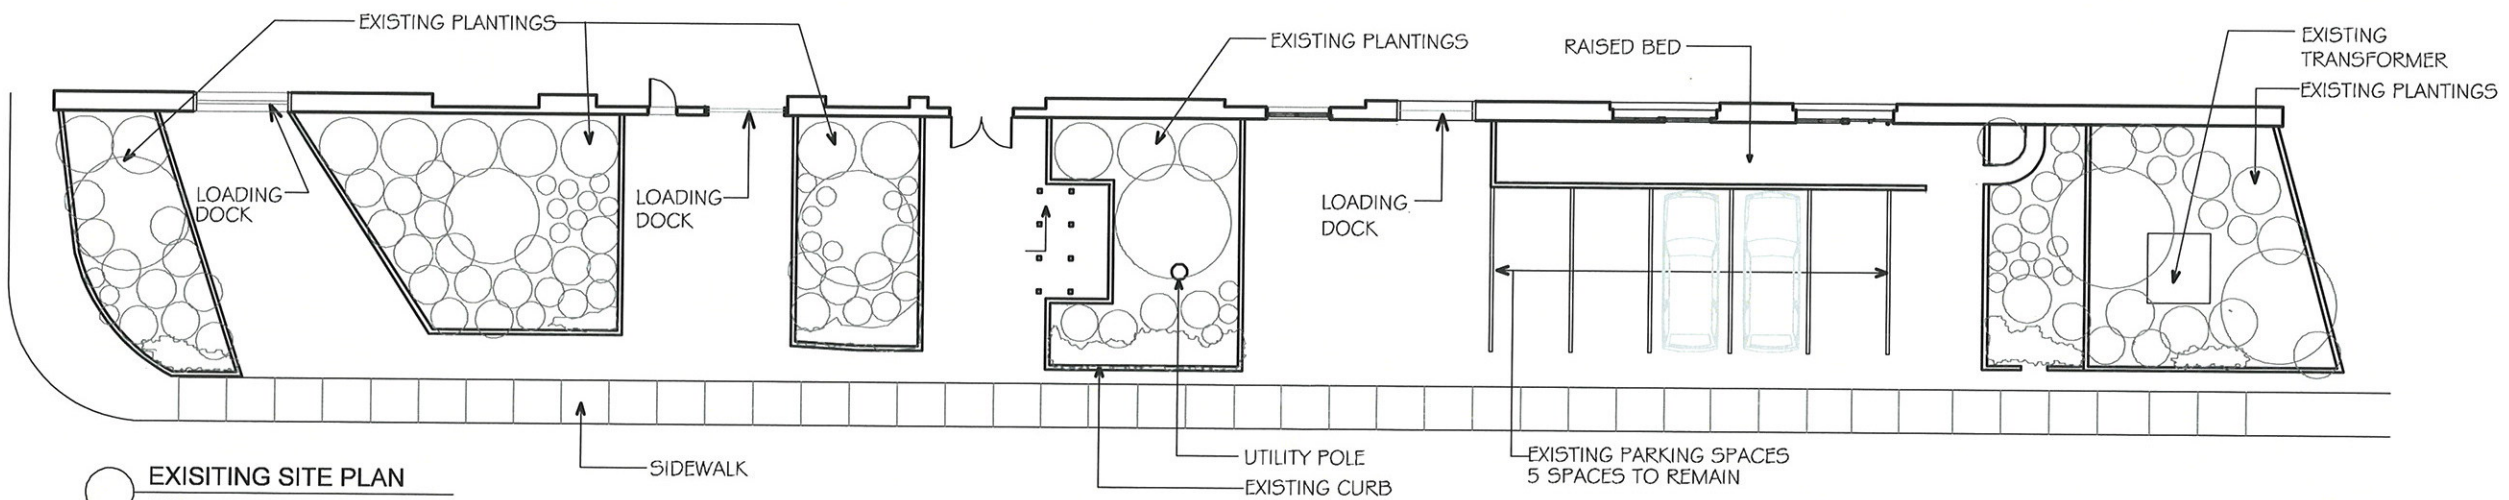 EXISTING PLANTINGS
EXISTING PLANTINGS
RAISED BED
EXISTING
TRANSFORMER
EXISTING PLANTINGS
LOADING
DOCK
LOADING
DOCK
LOADING
DOCK
SIDEWALK
UTILITY POLE
EXISTING CURB
EXISTING PARKING SPACES
5 SPACES TO REMAIN
EXISITING SITE PLAN